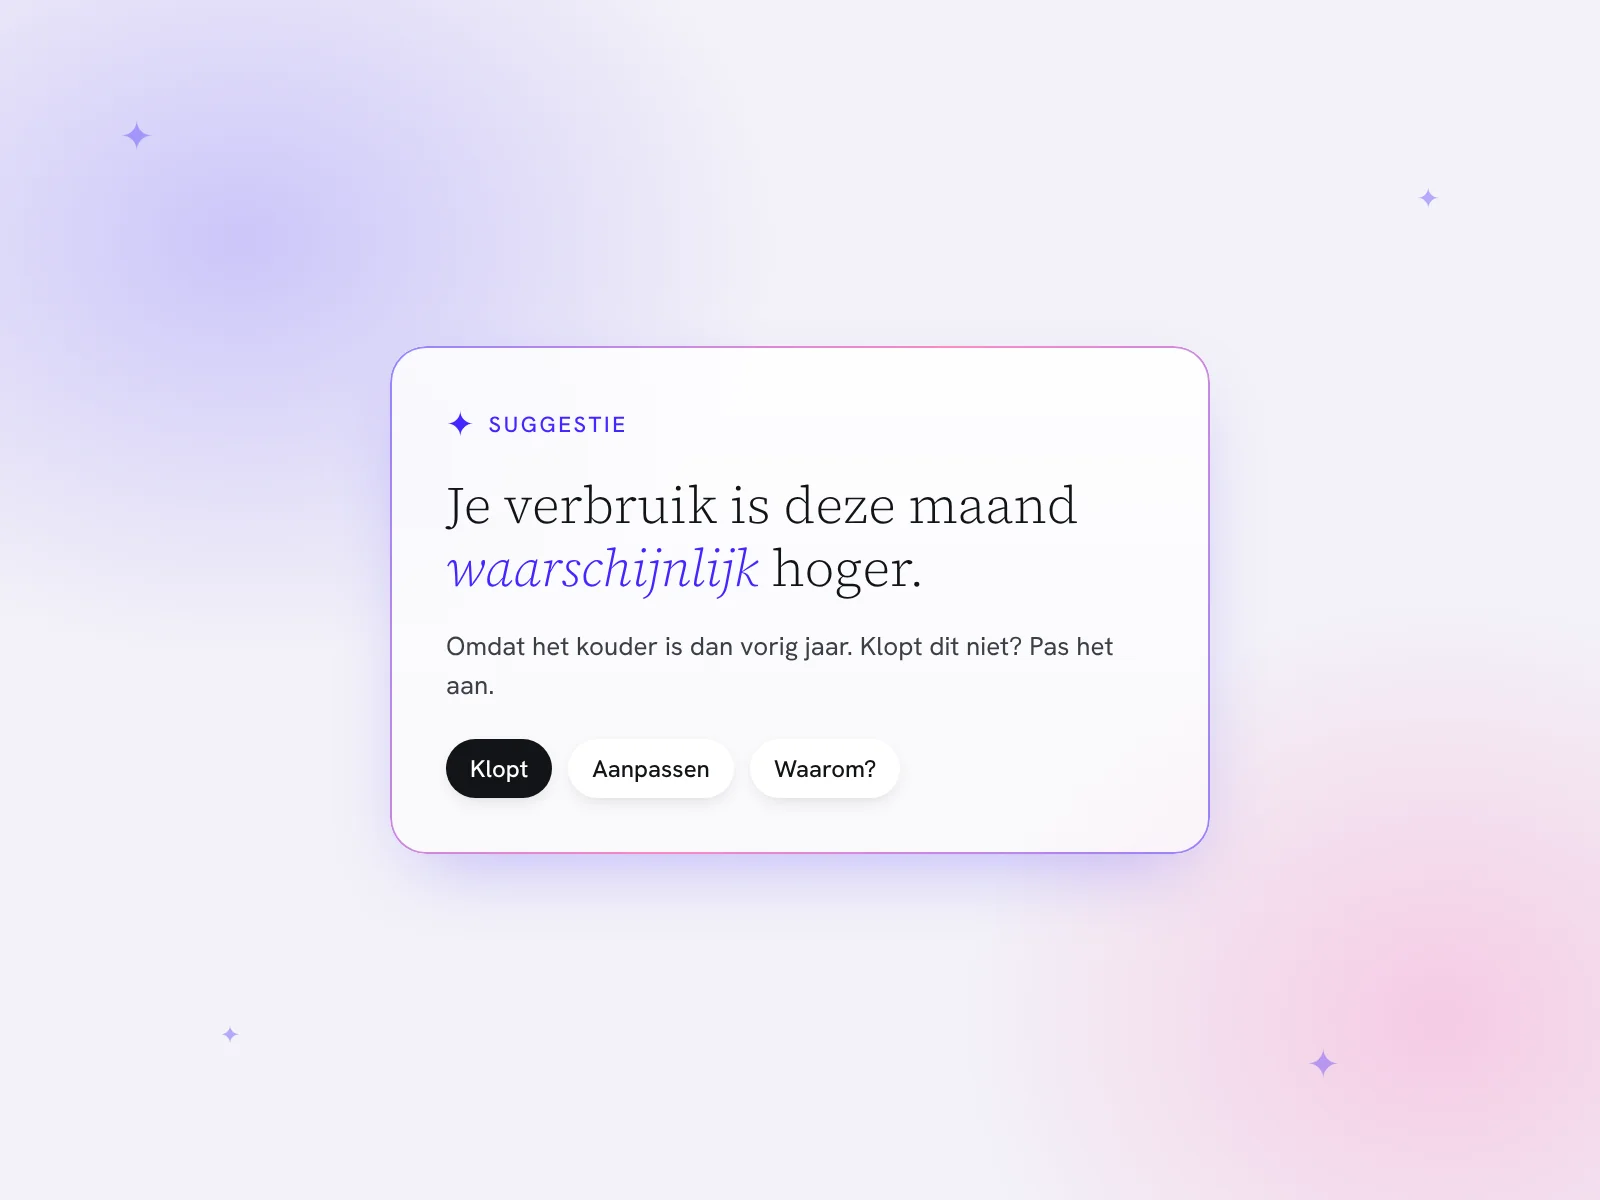 SUGGESTIE
Je verbruik is deze maand
waarschijnlijk hoger.
Omdat het kouder is dan vorig jaar. Klopt dit niet? Pas het
aan.
Klopt Aanpassen Waarom?